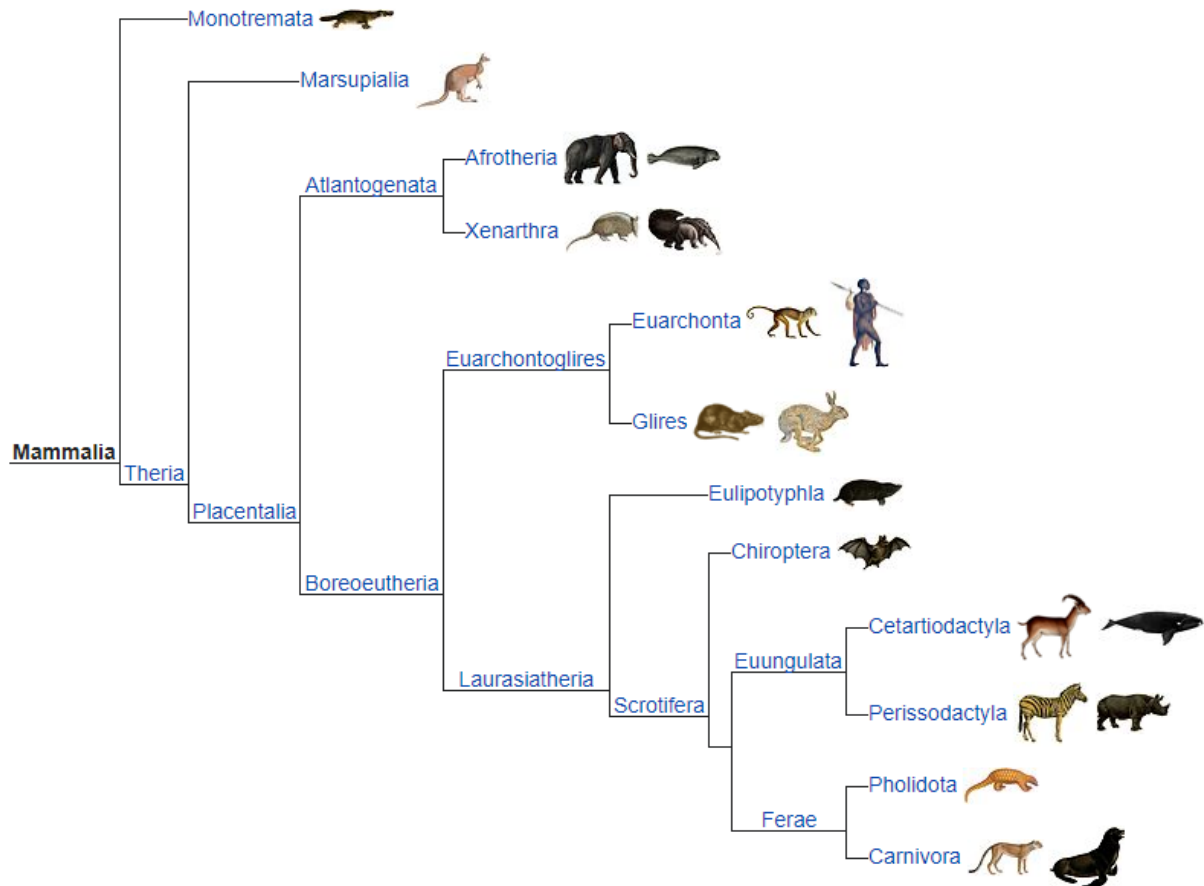 Monotremata
Marsupialia
Afrotheria
Atlantogenata
Xenarthra
Euarchonta
Euarchontoglires
Glires
Mammalia
Theria
Eulipotyphla
Placentalia
Chiroptera
Boreoeutheria
Cetartiodactyla
Euungulata
Laurasiatheria
Scrotifera
Perissodactyla
Pholidota
Ferae
Carnivora